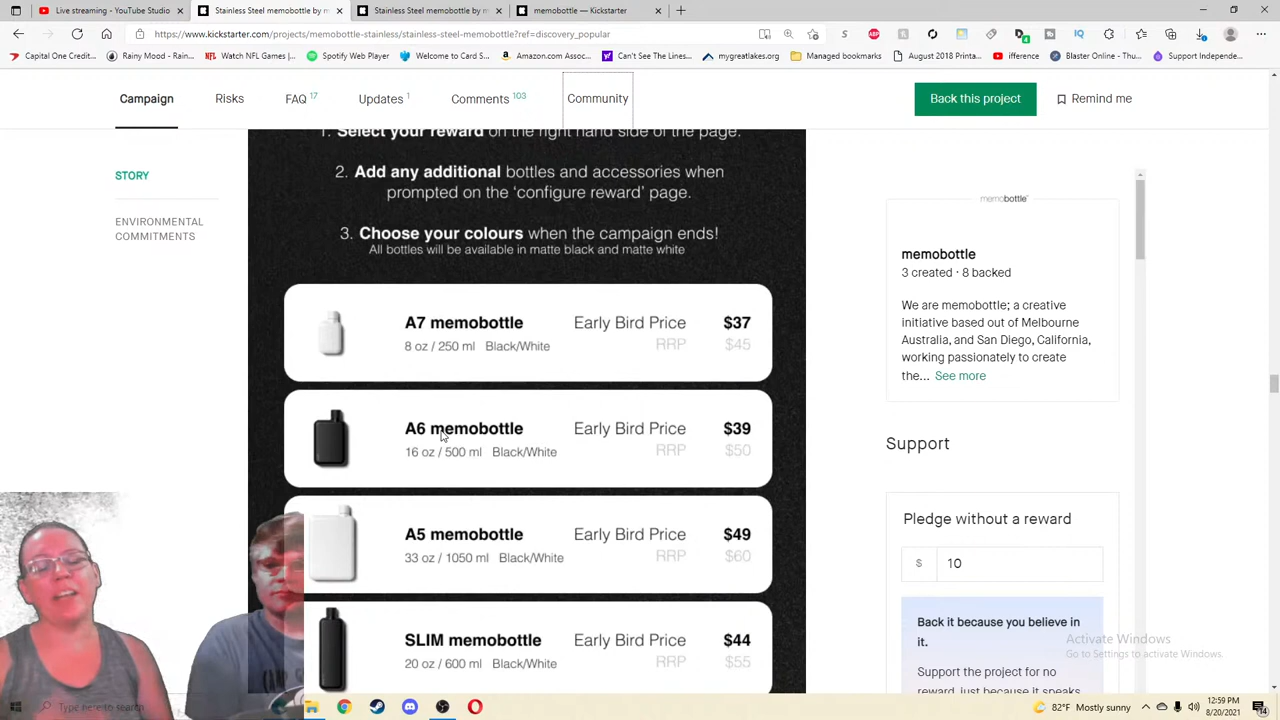 Live streaming - YouTube Studio
Stainless Steel memobottle by m
Stainless Steel memobottle by m
memobottle — Kickstarter
https://www.kickstarter.com/projects/memobottle-stainless/stainless-steel-memobottle?ref=discovery_popular
Capital One Credit...
Rainy Mood - Rain...
Watch NFL Games |...
Spotify Web Player
Welcome to Card S...
Amazon.com: Assoc...
Can't See The Lines...
mygreatlakes.org
Managed bookmarks
August 2018 Printa...
ifference
Blaster Online - Thr...
Support Independe...
Campaign
Risks
FAQ 17
Updates 1
Comments 103
Community
Back this project
Remind me
STORY
ENVIRONMENTAL
COMMITMENTS
1. Select your reward on the right hand side of the page.
2. Add any additional bottles and accessories when
prompted on the ‘configure reward’ page.
3. Choose your colours when the campaign ends!
All bottles will be available in matte black and matte white
A7 memobottle Early Bird Price $37
8 oz / 250 ml Black/White RRP $45
A6 memobottle Early Bird Price $39
16 oz / 500 ml Black/White RRP $50
A5 memobottle Early Bird Price $49
33 oz / 1050 ml Black/White RRP $60
SLIM memobottle Early Bird Price $44
20 oz / 600 ml Black/White RRP $55
memobottle
memobottle
3 created · 8 backed
We are memobottle; a creative
initiative based out of Melbourne
Australia, and San Diego, California,
working passionately to create
the... See more
Support
Pledge without a reward
$ 10
Back it because you believe in
it.
Support the project for no
reward, just because it speaks
Activate Windows
Go to Settings to activate Windows.
Type here to search
82°F Mostly sunny
12:59 PM
8/20/2021